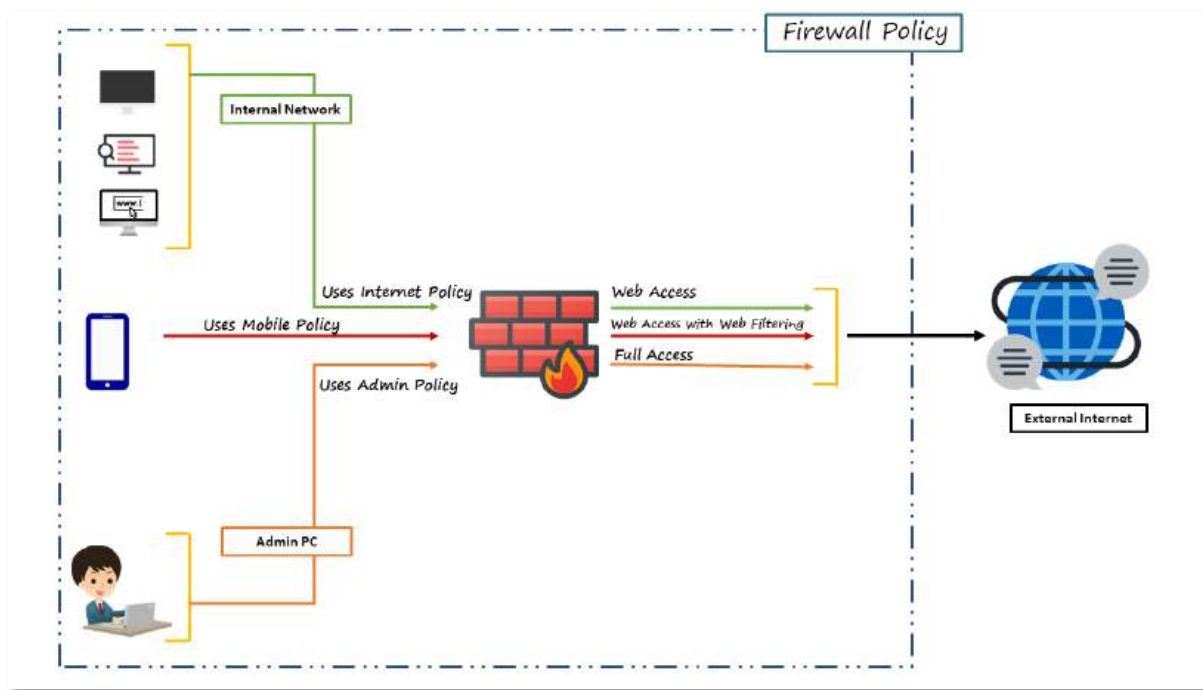 Firewall Policy
Internal Network
www.
Uses Internet Policy
Web Access
Uses Mobile Policy
Web Access with Web Filtering
Full Access
Uses Admin Policy
External Internet
Admin PC